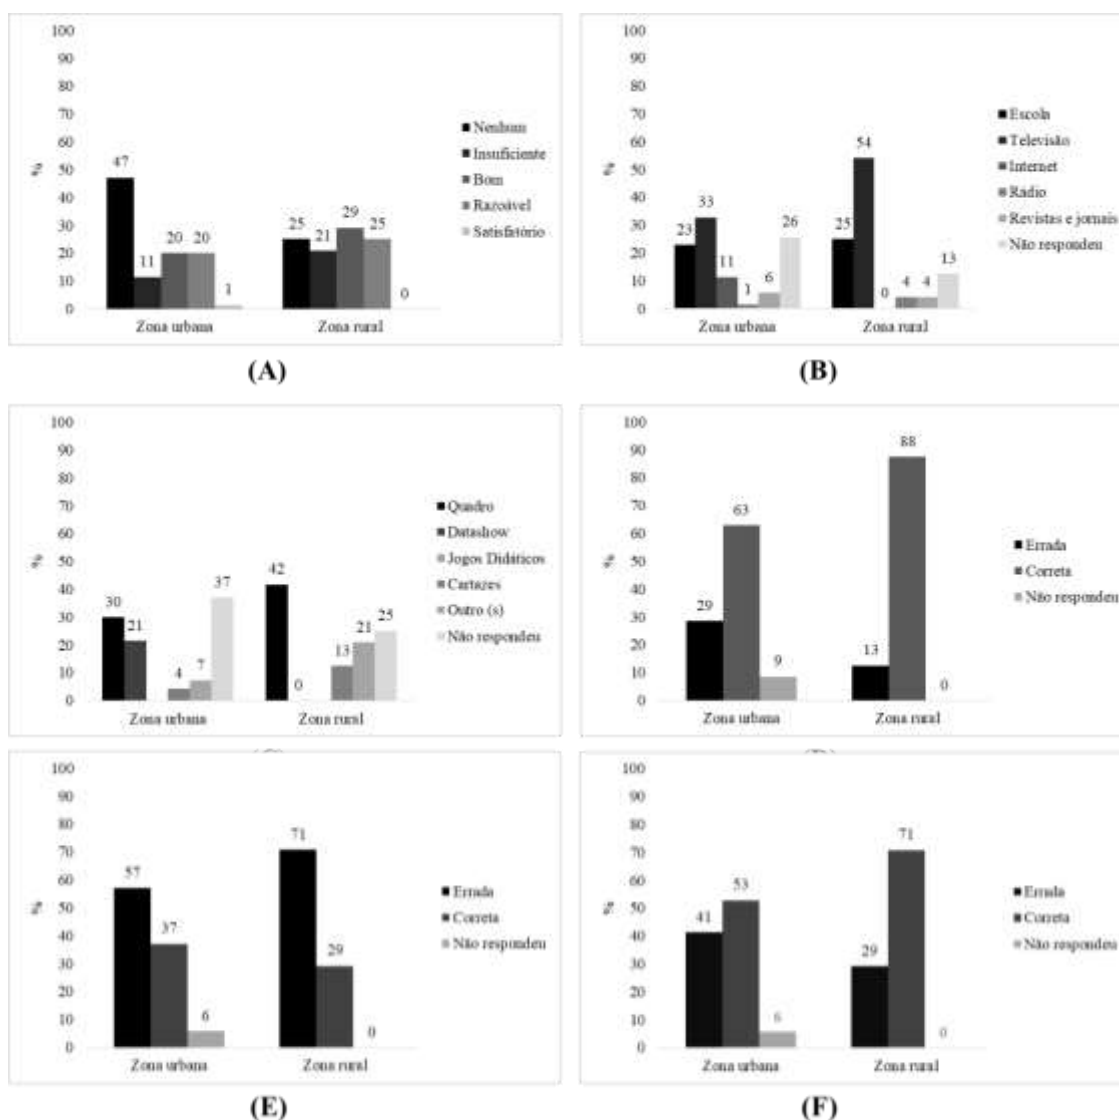 100
90
80
70
60
50
40
30
20
10
0
%
47
11
20
20
1
25
21
29
25
0
Zona urbana
Zona rural
Nenhum
Insuficiente
Bom
Razoável
Satisfatório
(A)
100
90
80
70
60
50
40
30
20
10
0
%
23
33
11
1
6
26
25
54
0
4
4
13
Zona urbana
Zona rural
Escola
Televisão
Internet
Rádio
Revistas e jornais
Não respondeu
(B)
100
90
80
70
60
50
40
30
20
10
0
%
30
21
4
7
37
42
0
13
21
25
Zona urbana
Zona rural
Quadro
Datashow
Jogos Didáticos
Cartazes
Outro (s)
Não respondeu
100
90
80
70
60
50
40
30
20
10
0
%
29
63
9
13
88
0
Zona urbana
Zona rural
Errada
Correta
Não respondeu
100
90
80
70
60
50
40
30
20
10
0
%
57
37
6
71
29
0
Zona urbana
Zona rural
Errada
Correta
Não respondeu
(E)
100
90
80
70
60
50
40
30
20
10
0
%
41
53
6
29
71
0
Zona urbana
Zona rural
Errada
Correta
Não respondeu
(F)